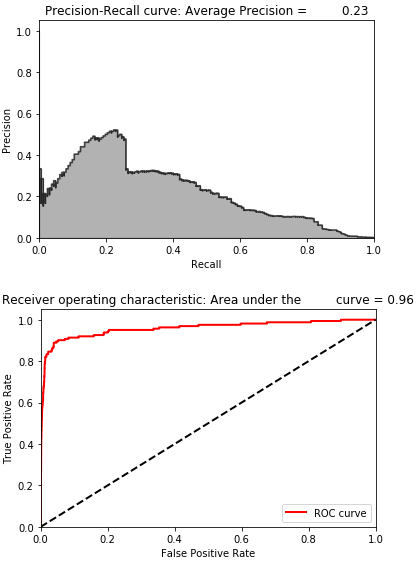 Precision-Recall curve: Average Precision = 0.23
1.0
0.8
0.6
0.4
0.2
0.0
Precision
0.0 0.2 0.4 0.6 0.8 1.0
Recall
Receiver operating characteristic: Area under the curve = 0.96
1.0
0.8
0.6
0.4
0.2
0.0
True Positive Rate
ROC curve
0.0 0.2 0.4 0.6 0.8 1.0
False Positive Rate